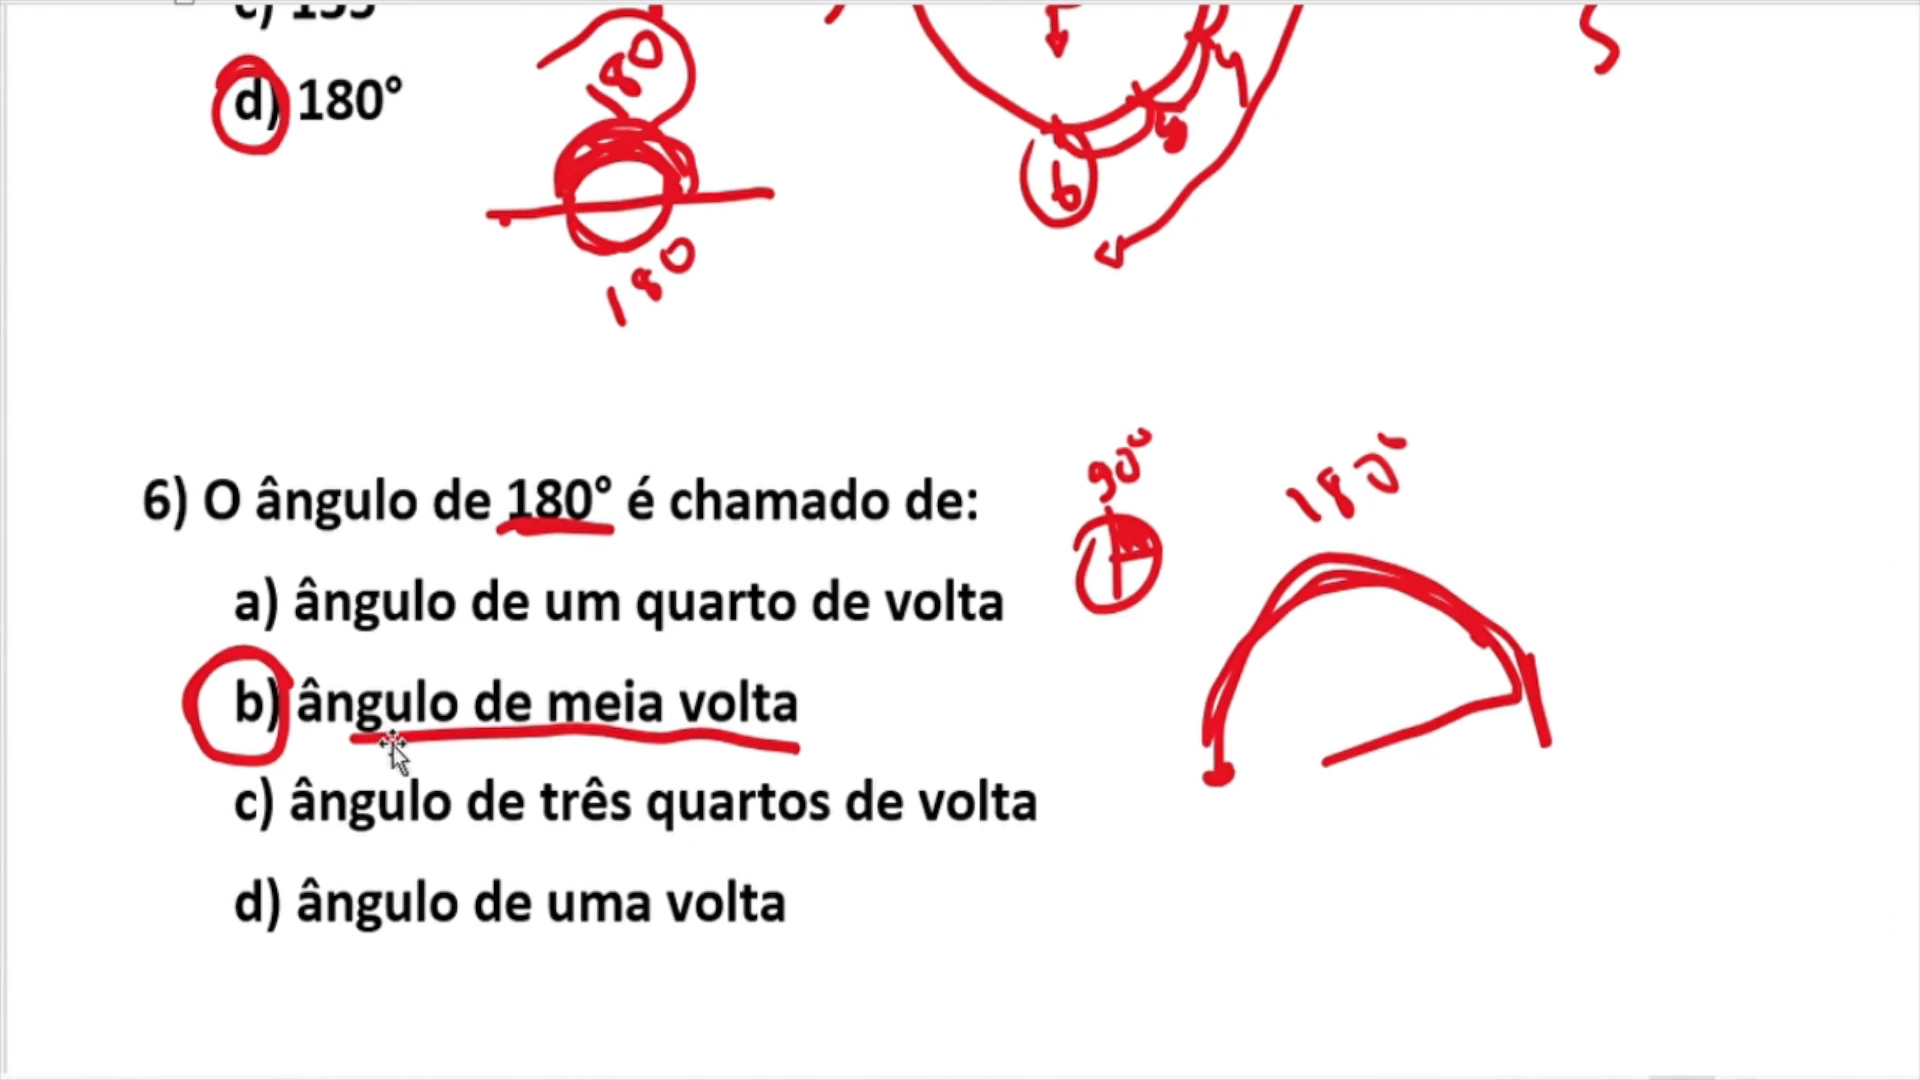 d) 180°
180
6
180
90°
180°
6) O ângulo de 180° é chamado de:
a) ângulo de um quarto de volta
b) ângulo de meia volta
c) ângulo de três quartos de volta
d) ângulo de uma volta